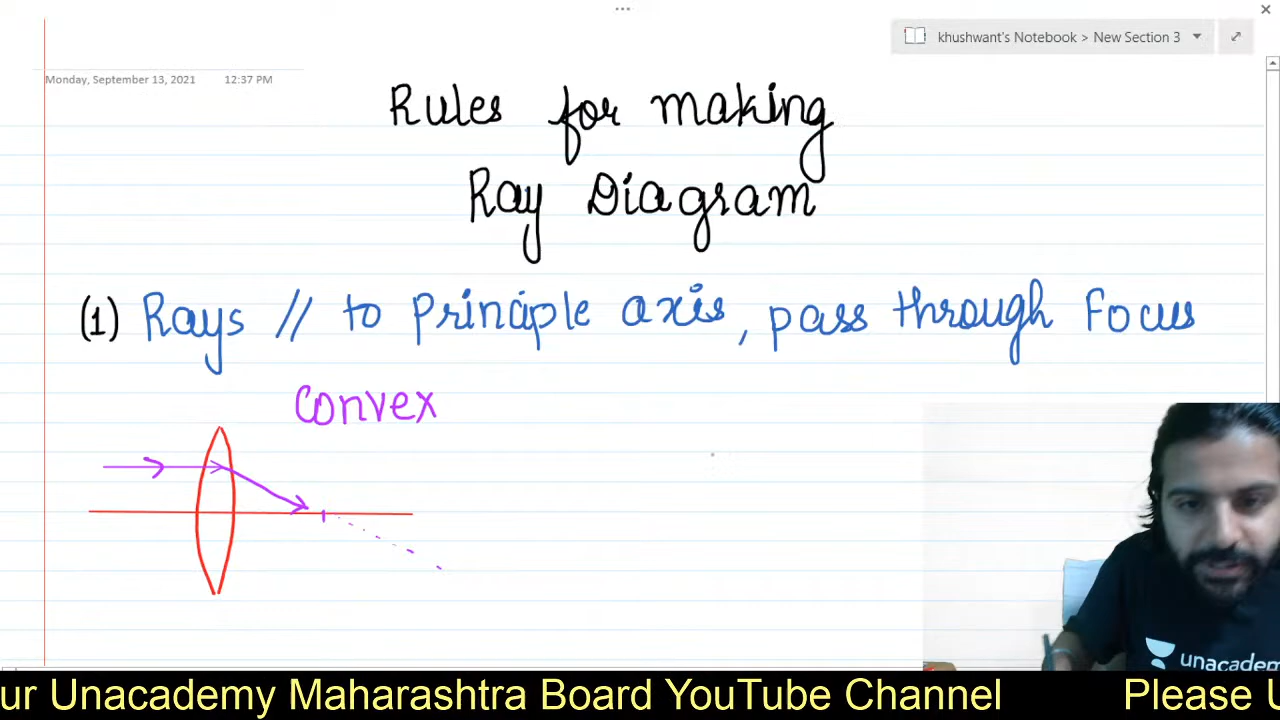 khushwant's Notebook > New Section 3
Monday, September 13, 2021 12:37 PM
Rules for making
Ray Diagram
(1) Rays // to principle axis, pass through Focus
Convex
unacadem
ur Unacademy Maharashtra Board YouTube Channel Please U